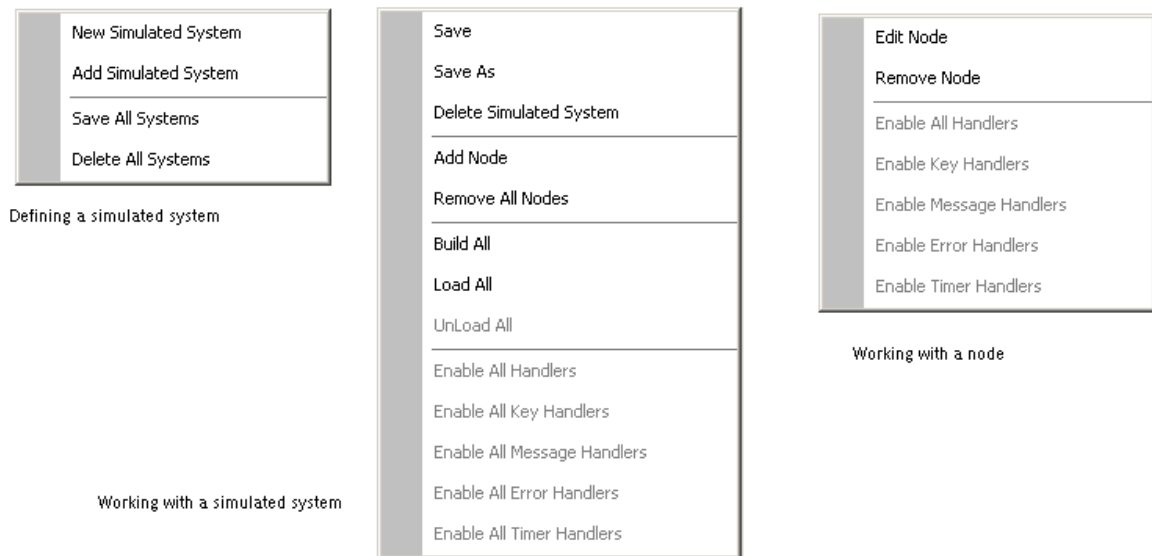 New Simulated System
Add Simulated System
Save All Systems
Delete All Systems
Defining a simulated system
Save
Save As
Delete Simulated System
Add Node
Remove All Nodes
Build All
Load All
UnLoad All
Enable All Handlers
Enable All Key Handlers
Enable All Message Handlers
Enable All Error Handlers
Enable All Timer Handlers
Working with a simulated system
Edit Node
Remove Node
Enable All Handlers
Enable Key Handlers
Enable Message Handlers
Enable Error Handlers
Enable Timer Handlers
Working with a node